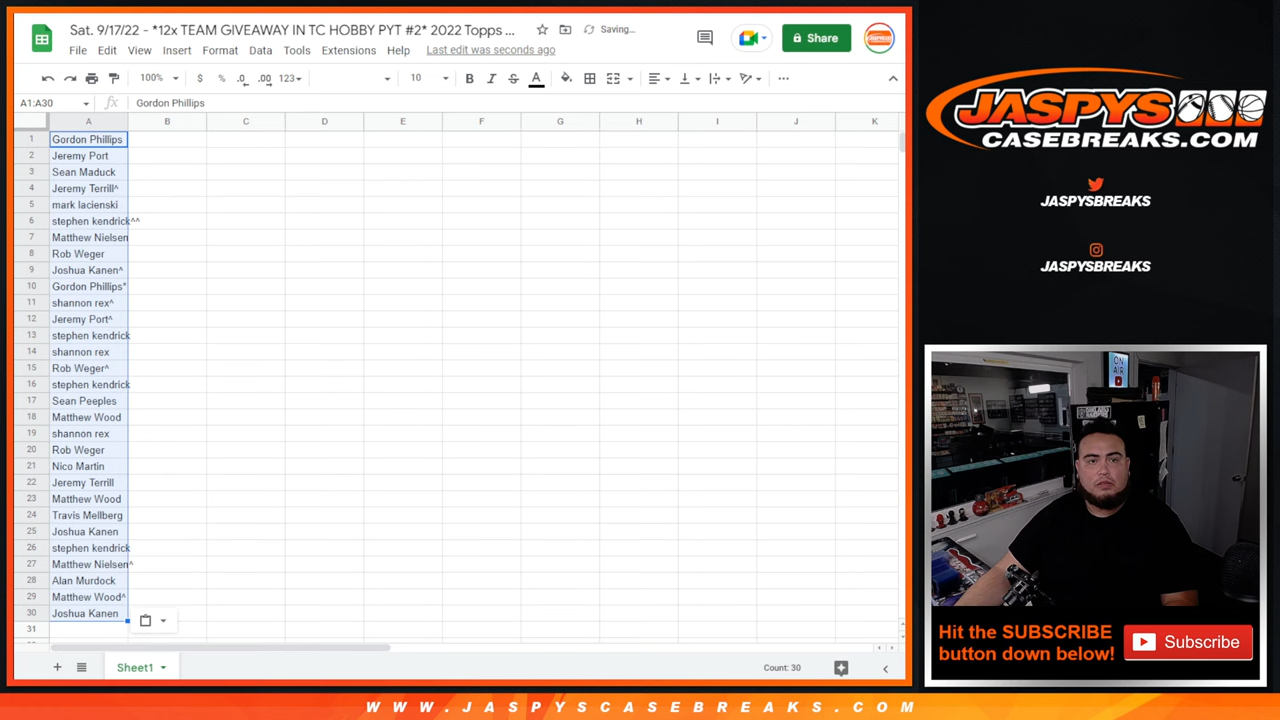 Sat. 9/17/22 - *12x TEAM GIVEAWAY IN TC HOBBY PYT #2* 2022 Topps ...
Saving...
Share
File Edit View Insert Format Data Tools Extensions Help Last edit was seconds ago
100% $ % .0 .00 123 10 B I S A
A1:A30 fx Gordon Phillips
A B C D E F G H I J K
1 Gordon Phillips
2 Jeremy Port
3 Sean Maduck
4 Jeremy Terrill^
5 mark lacienski
6 stephen kendrick^^
7 Matthew Nielsen
8 Rob Weger
9 Joshua Kanen^
10 Gordon Phillips*
11 shannon rex^
12 Jeremy Port^
13 stephen kendrick
14 shannon rex
15 Rob Weger^
16 stephen kendrick
17 Sean Peeples
18 Matthew Wood
19 shannon rex
20 Rob Weger
21 Nico Martin
22 Jeremy Terrill
23 Matthew Wood
24 Travis Mellberg
25 Joshua Kanen
26 stephen kendrick
27 Matthew Nielsen^
28 Alan Murdock
29 Matthew Wood^
30 Joshua Kanen
31
Sheet1
Count: 30
JASPYS
CASEBREAKS.COM
JASPYSBREAKS
JASPYSBREAKS
ON AIR
Hit the SUBSCRIBE
button down below!
Subscribe
WWW.JASPYSCASEBREAKS.COM